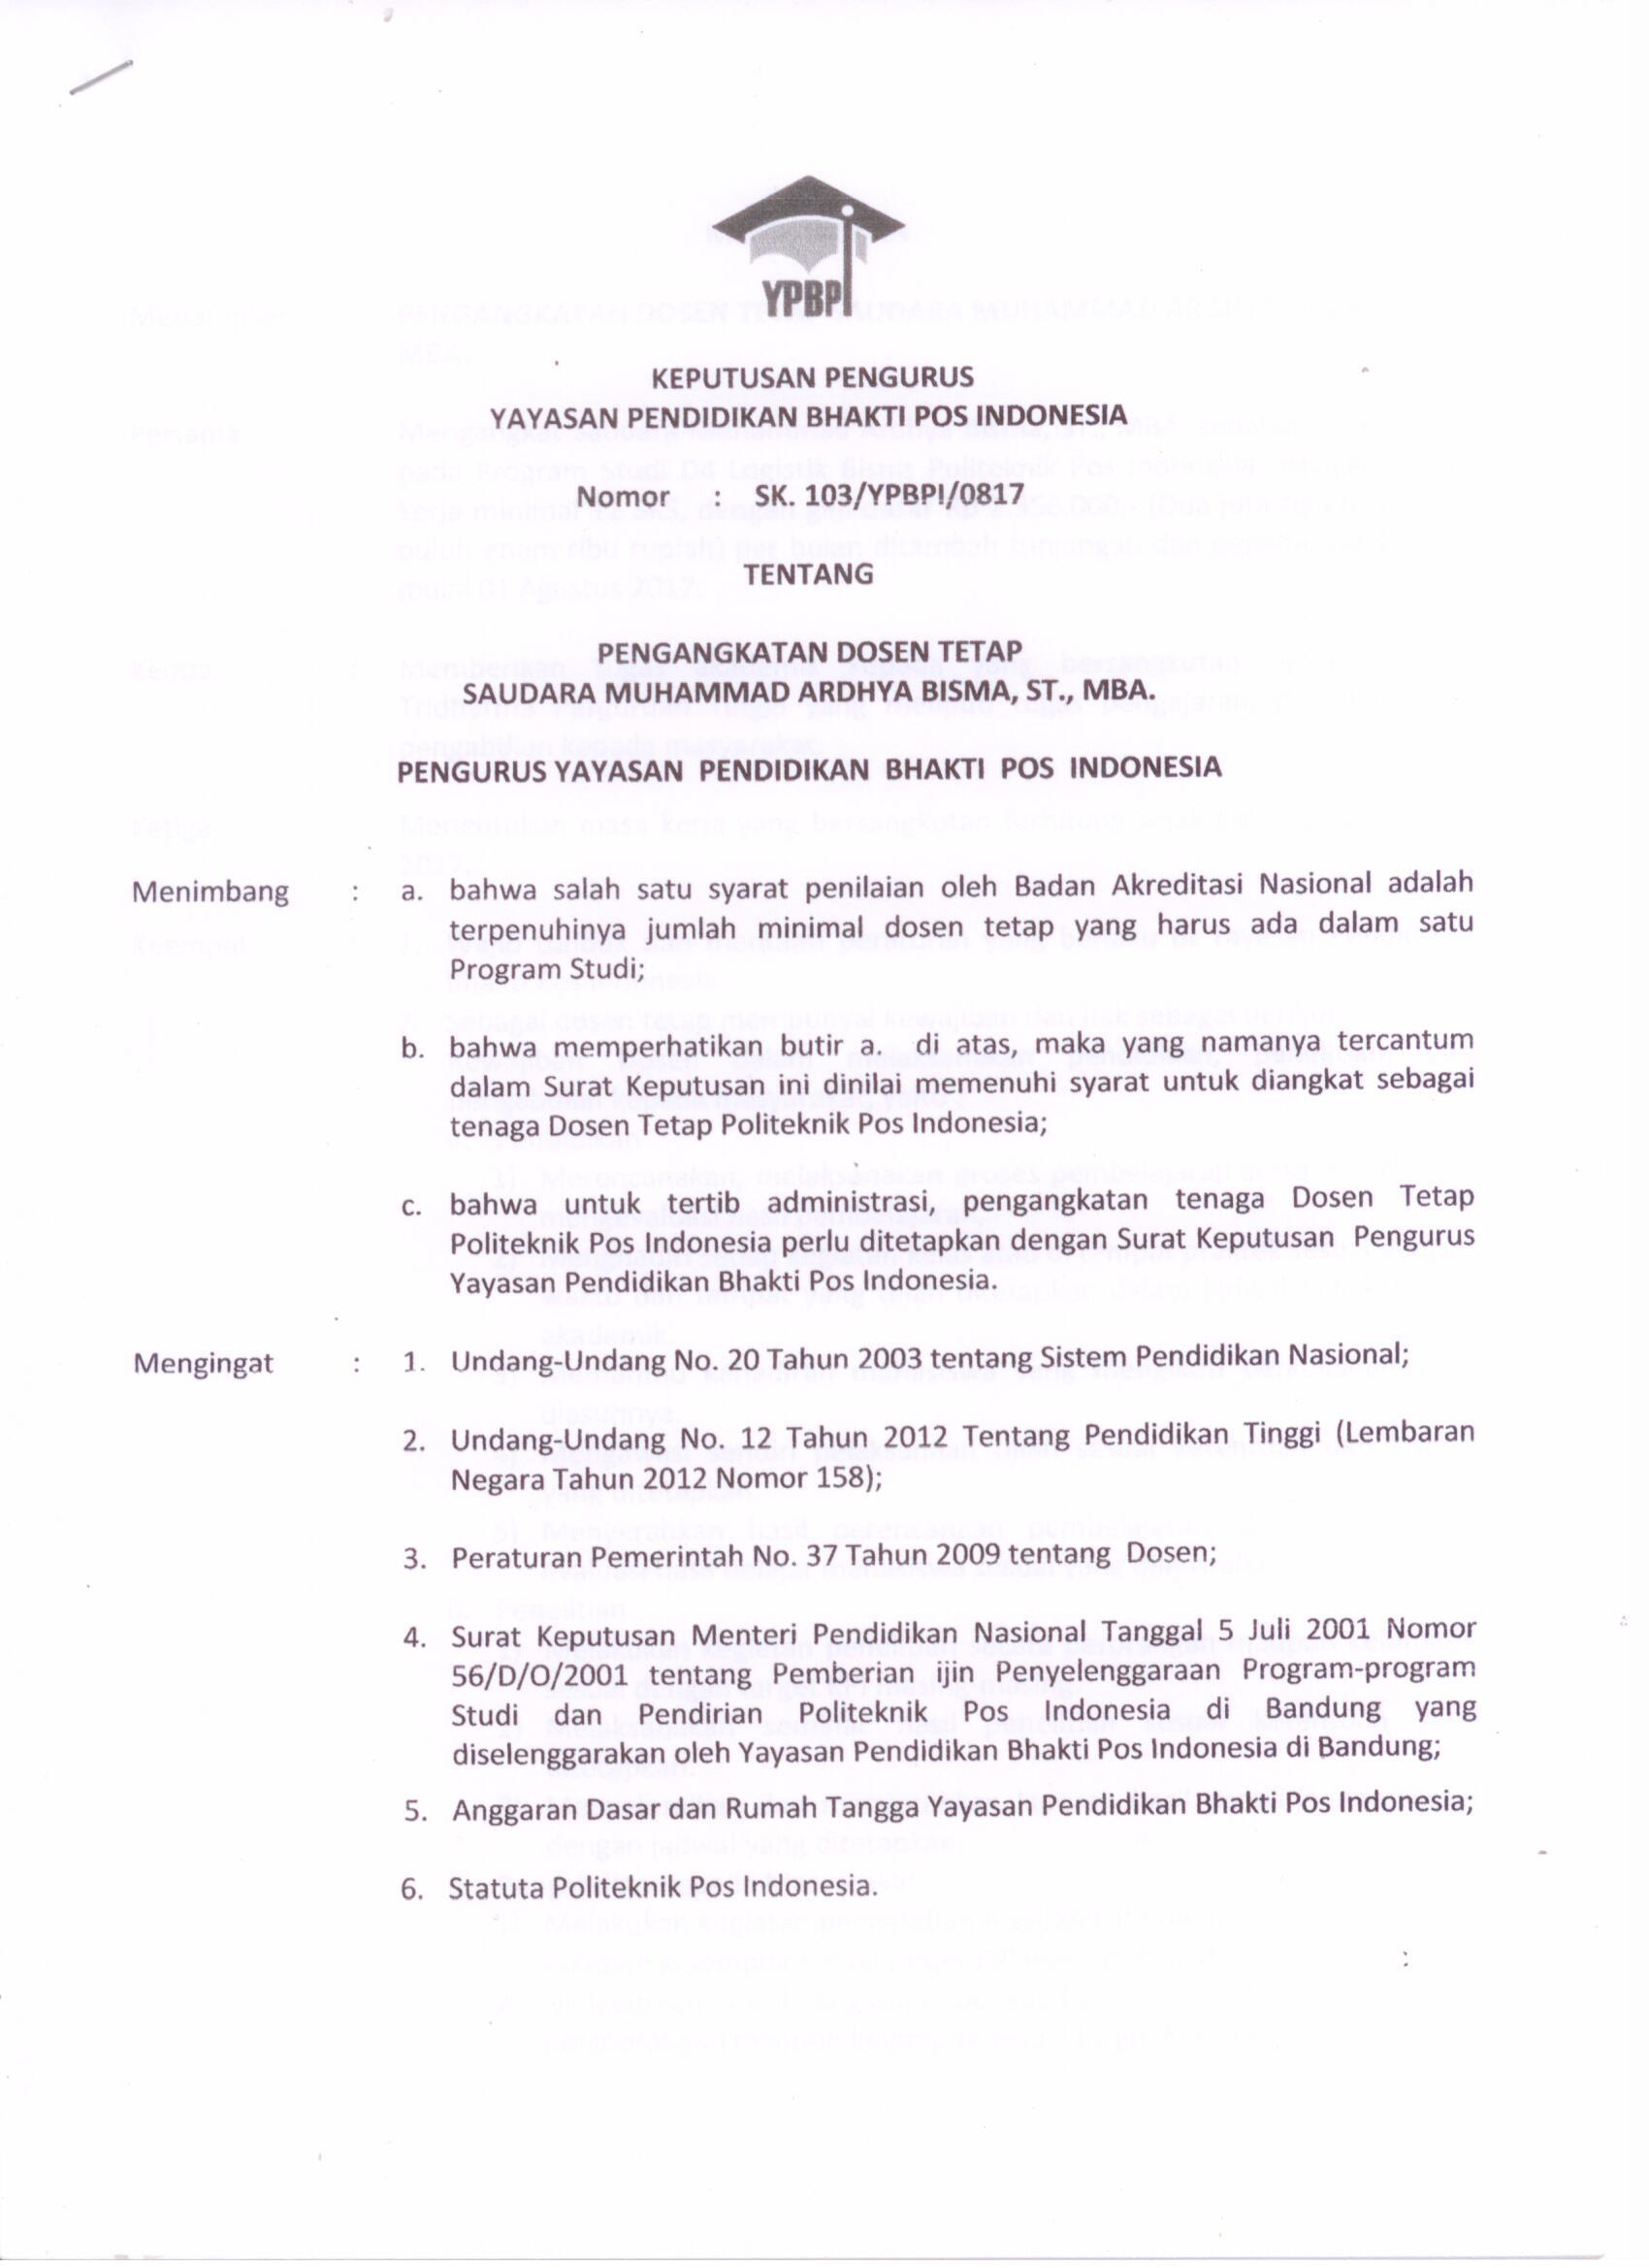 YPBPI
KEPUTUSAN PENGURUS
YAYASAN PENDIDIKAN BHAKTI POS INDONESIA
Nomor : SK. 103/YPBPI/0817
TENTANG
PENGANGKATAN DOSEN TETAP
SAUDARA MUHAMMAD ARDHYA BISMA, ST., MBA.
PENGURUS YAYASAN PENDIDIKAN BHAKTI POS INDONESIA
Menimbang : a. bahwa salah satu syarat penilaian oleh Badan Akreditasi Nasional adalah
terpenuhinya jumlah minimal dosen tetap yang harus ada dalam satu
Program Studi;
b. bahwa memperhatikan butir a. di atas, maka yang namanya tercantum
dalam Surat Keputusan ini dinilai memenuhi syarat untuk diangkat sebagai
tenaga Dosen Tetap Politeknik Pos Indonesia;
c. bahwa untuk tertib administrasi, pengangkatan tenaga Dosen Tetap
Politeknik Pos Indonesia perlu ditetapkan dengan Surat Keputusan Pengurus
Yayasan Pendidikan Bhakti Pos Indonesia.
Mengingat : 1. Undang-Undang No. 20 Tahun 2003 tentang Sistem Pendidikan Nasional;
2. Undang-Undang No. 12 Tahun 2012 Tentang Pendidikan Tinggi (Lembaran
Negara Tahun 2012 Nomor 158);
3. Peraturan Pemerintah No. 37 Tahun 2009 tentang Dosen;
4. Surat Keputusan Menteri Pendidikan Nasional Tanggal 5 Juli 2001 Nomor
56/D/O/2001 tentang Pemberian ijin Penyelenggaraan Program-program
Studi dan Pendirian Politeknik Pos Indonesia di Bandung yang
diselenggarakan oleh Yayasan Pendidikan Bhakti Pos Indonesia di Bandung;
5. Anggaran Dasar dan Rumah Tangga Yayasan Pendidikan Bhakti Pos Indonesia;
6. Statuta Politeknik Pos Indonesia.